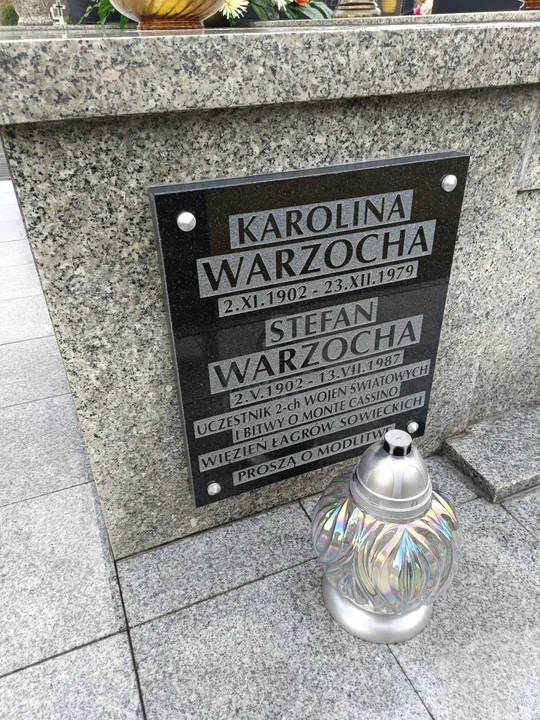 KAROLINA
WARZOCHA
2.XI.1902 - 23.XII.1979
STEFAN
WARZOCHA
2.V.1902 - 13.VII.1987
UCZESTNIK 2-ch WOJEN ŚWIATOWYCH
I BITWY O MONTE CASSINO
WIĘZIEŃ ŁAGRÓW SOWIECKICH
PROSZĄ O MODLITWĘ